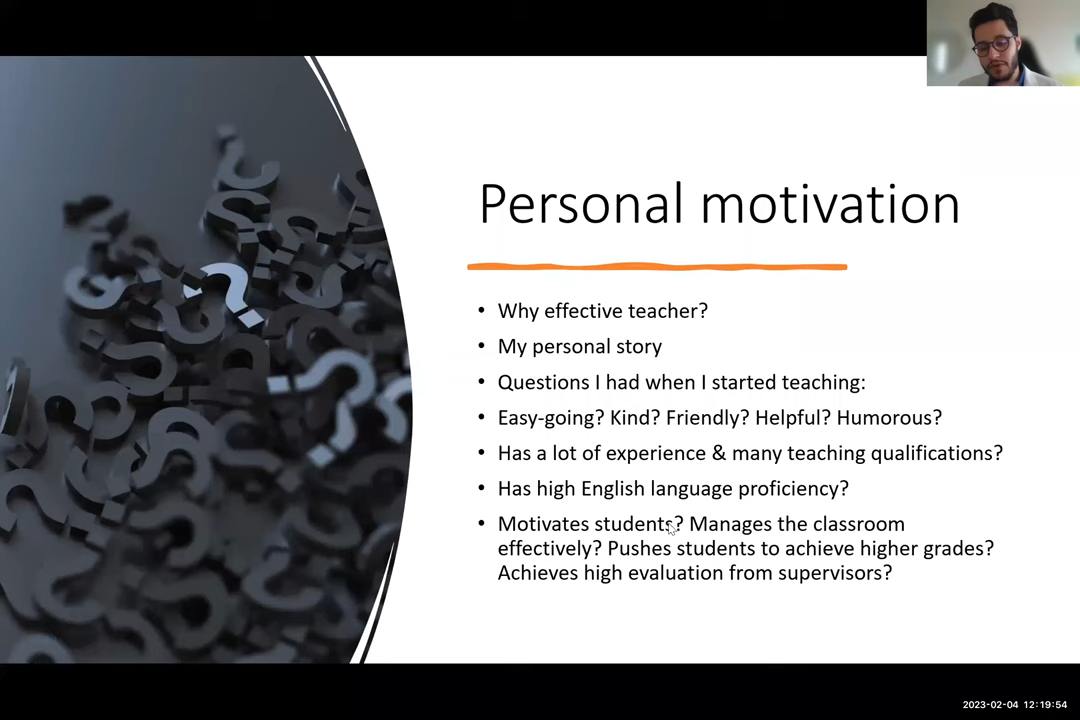 Personal motivation
• Why effective teacher?
• My personal story
• Questions I had when I started teaching:
• Easy-going? Kind? Friendly? Helpful? Humorous?
• Has a lot of experience & many teaching qualifications?
• Has high English language proficiency?
• Motivates students? Manages the classroom
effectively? Pushes students to achieve higher grades?
Achieves high evaluation from supervisors?
2023-02-04 12:19:54